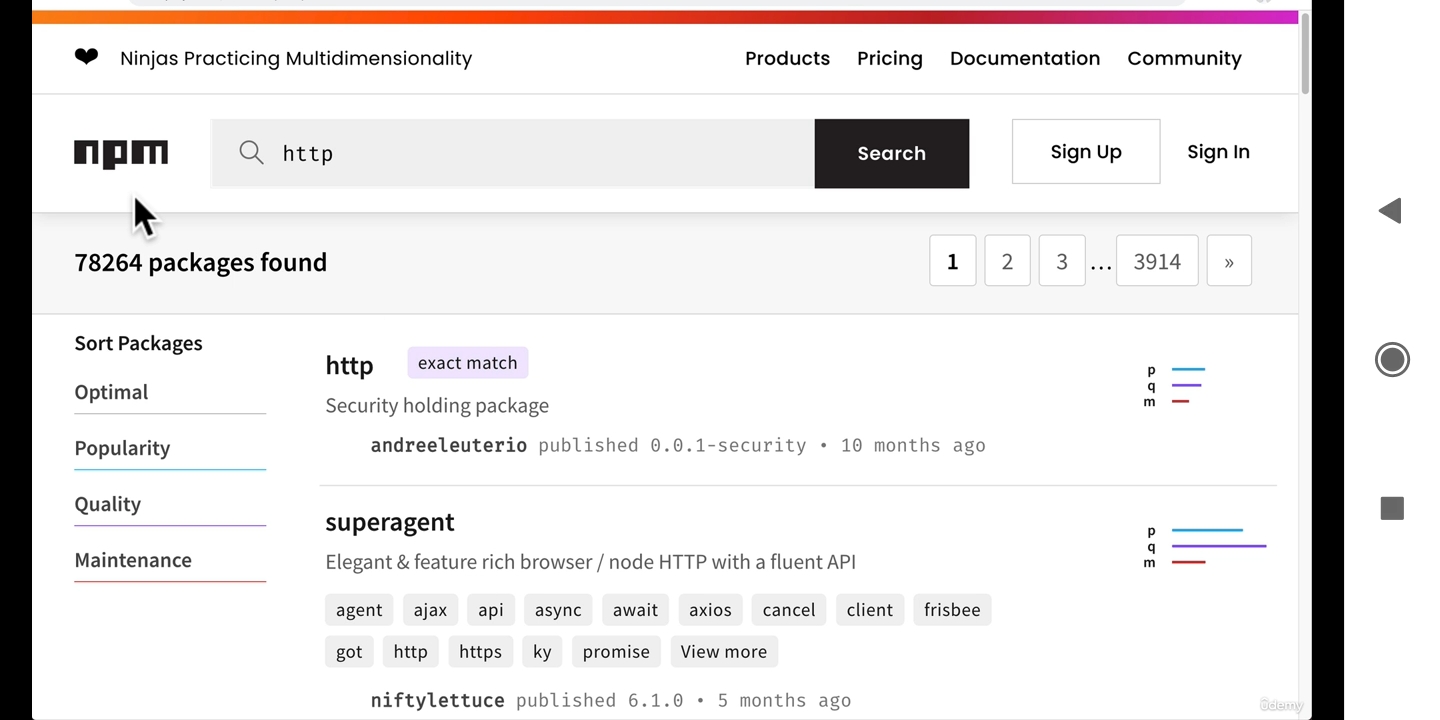 ❤ Ninjas Practicing Multidimensionality Products Pricing Documentation Community
npm http Search Sign Up Sign In
78264 packages found 1 2 3 ... 3914 »
Sort Packages
Optimal
Popularity
Quality
Maintenance
http exact match
Security holding package
andreeleuterio published 0.0.1-security • 10 months ago
p
q
m
superagent
Elegant & feature rich browser / node HTTP with a fluent API
agent ajax api async await axios cancel client frisbee
got http https ky promise View more
niftylettuce published 6.1.0 • 5 months ago
p
q
m
ûdemy